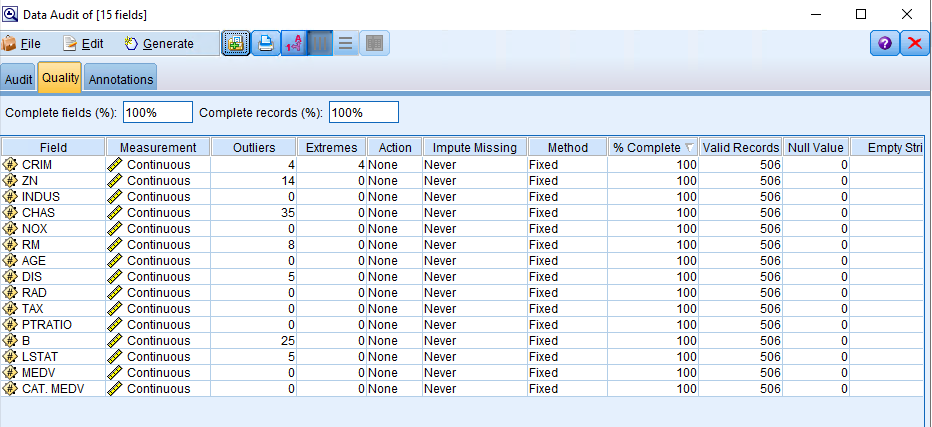 Data Audit of [15 fields]
File Edit Generate
Audit Quality Annotations
Complete fields (%): 100% Complete records (%): 100%
Field Measurement Outliers Extremes Action Impute Missing Method % Complete Valid Records Null Value Empty Stri
CRIM Continuous 4 4 None Never Fixed 100 506 0
ZN Continuous 14 0 None Never Fixed 100 506 0
INDUS Continuous 0 0 None Never Fixed 100 506 0
CHAS Continuous 35 0 None Never Fixed 100 506 0
NOX Continuous 0 0 None Never Fixed 100 506 0
RM Continuous 8 0 None Never Fixed 100 506 0
AGE Continuous 0 0 None Never Fixed 100 506 0
DIS Continuous 5 0 None Never Fixed 100 506 0
RAD Continuous 0 0 None Never Fixed 100 506 0
TAX Continuous 0 0 None Never Fixed 100 506 0
PTRATIO Continuous 0 0 None Never Fixed 100 506 0
B Continuous 25 0 None Never Fixed 100 506 0
LSTAT Continuous 5 0 None Never Fixed 100 506 0
MEDV Continuous 0 0 None Never Fixed 100 506 0
CAT. MEDV Continuous 0 0 None Never Fixed 100 506 0